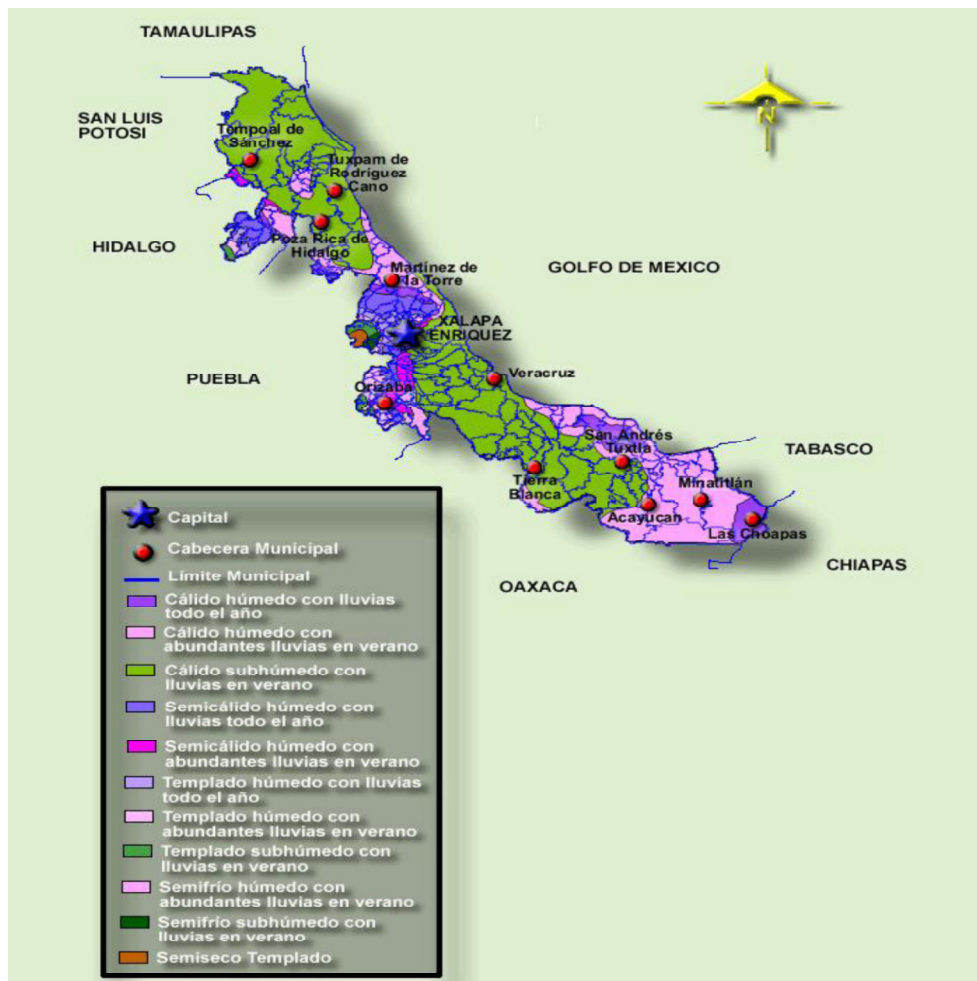 TAMAULIPAS
SAN LUIS
POTOSI
Tempoal de
Sánchez
Tuxpam de
Rodríguez
Cano
N
HIDALGO
Poza Rica de
Hidalgo
GOLFO DE MEXICO
Martínez de
la Torre
XALAPA
ENRIQUEZ
PUEBLA
Orizaba
Veracruz
San Andrés
Tuxtla
TABASCO
Tierra
Blanca
Minatitlán
Acayucan
Las Choapas
CHIAPAS
OAXACA
Capital
Cabecera Municipal
Límite Municipal
Cálido húmedo con lluvias
todo el año
Cálido húmedo con
abundantes lluvias en verano
Cálido subhúmedo con
lluvias en verano
Semicálido húmedo con
lluvias todo el año
Semicálido húmedo con
abundantes lluvias en verano
Templado húmedo con lluvias
todo el año
Templado húmedo con
abundantes lluvias en verano
Templado subhúmedo con
lluvias en verano
Semifrío húmedo con
abundantes lluvias en verano
Semifrío subhúmedo con
lluvias en verano
Semiseco Templado